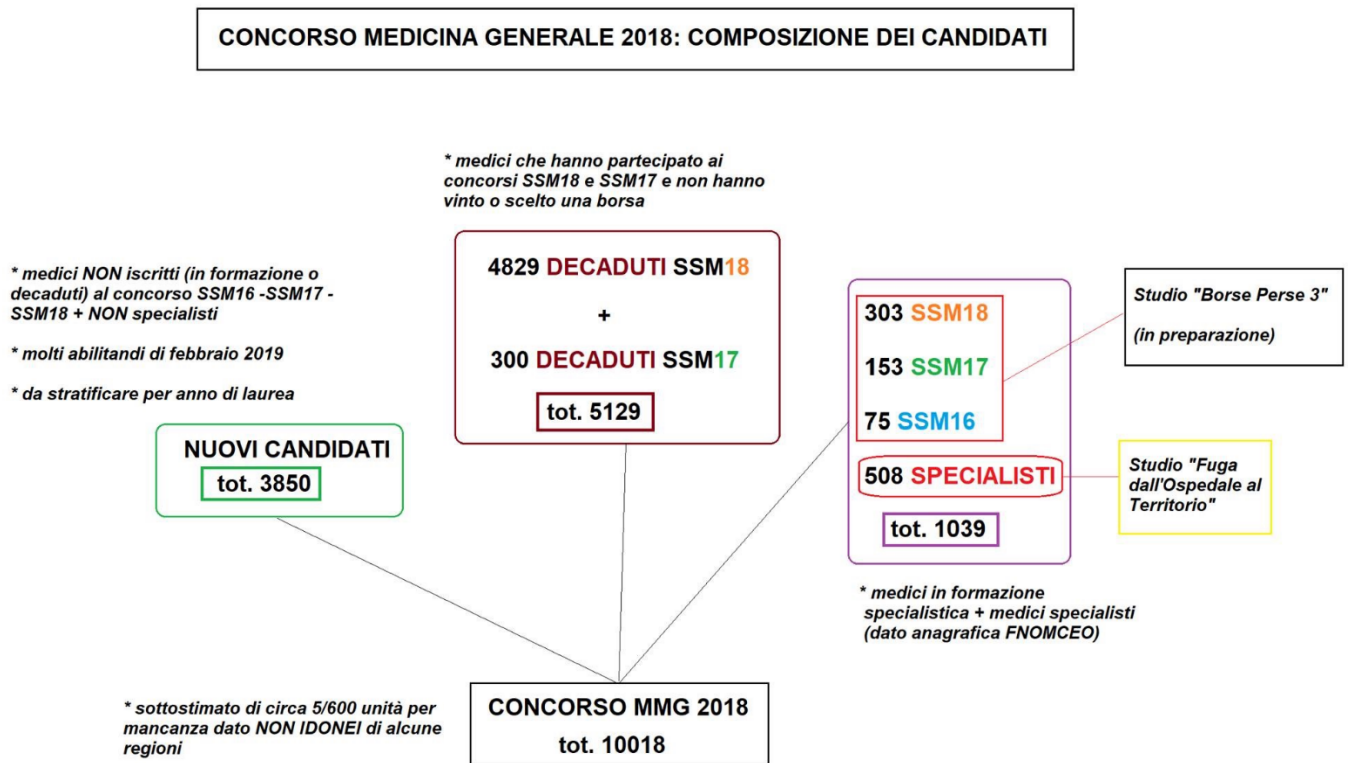 CONCORSO MEDICINA GENERALE 2018: COMPOSIZIONE DEI CANDIDATI
* medici che hanno partecipato ai
concorsi SSM18 e SSM17 e non hanno
vinto o scelto una borsa
4829 DECADUTI SSM18
+
300 DECADUTI SSM17
tot. 5129
* medici NON iscritti (in formazione o
decaduti) al concorso SSM16 -SSM17 -
SSM18 + NON specialisti
* molti abilitandi di febbraio 2019
* da stratificare per anno di laurea
NUOVI CANDIDATI
tot. 3850
303 SSM18
153 SSM17
75 SSM16
508 SPECIALISTI
tot. 1039
* medici in formazione
specialistica + medici specialisti
(dato anagrafica FNOMCEO)
Studio "Borse Perse 3"
(in preparazione)
Studio "Fuga
dall'Ospedale al
Territorio"
* sottostimato di circa 5/600 unità per
mancanza dato NON IDONEI di alcune
regioni
CONCORSO MMG 2018
tot. 10018